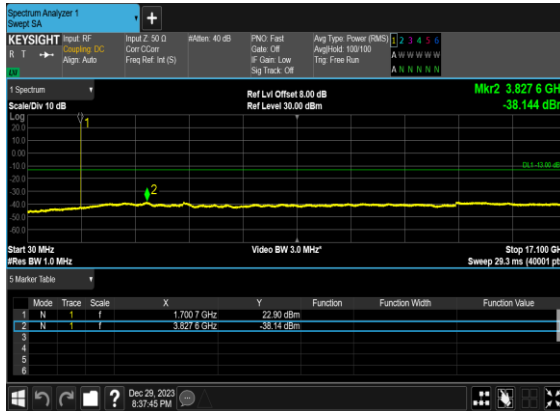 Spectrum Analyzer 1
Swept SA
+
KEYSIGHT Input: RF Input Z: 50 Ω #Atten: 40 dB PNO: Fast Avg Type: Power (RMS) 1 2 3 4 5 6
R T Coupling: DC Corr CCorr Gate: Off Avg|Hold: 100/100 A W W W W W
Align: Auto Freq Ref: Int (S) IF Gain: Low Trig: Free Run
LXI Sig Track: Off A N N N N N
1 Spectrum Ref Lvl Offset 8.00 dB Mkr2 3.827 6 GH
Scale/Div 10 dB Ref Level 30.00 dBm -38.144 dBr
Log
20.0
10.0
0.00
-10.0
DL1 -13.00 dB
-20.0
-30.0
-40.0
-50.0
-60.0
1
2
Start 30 MHz Video BW 3.0 MHz* Stop 17.100 GH
#Res BW 1.0 MHz Sweep 29.3 ms (40001 pt
5 Marker Table
Mode Trace Scale X Y Function Function Width Function Value
1 N 1 f 1.700 7 GHz 22.90 dBm
2 N 1 f 3.827 6 GHz -38.14 dBm
3
4
5
6
? Dec 29, 2023
8:37:45 PM